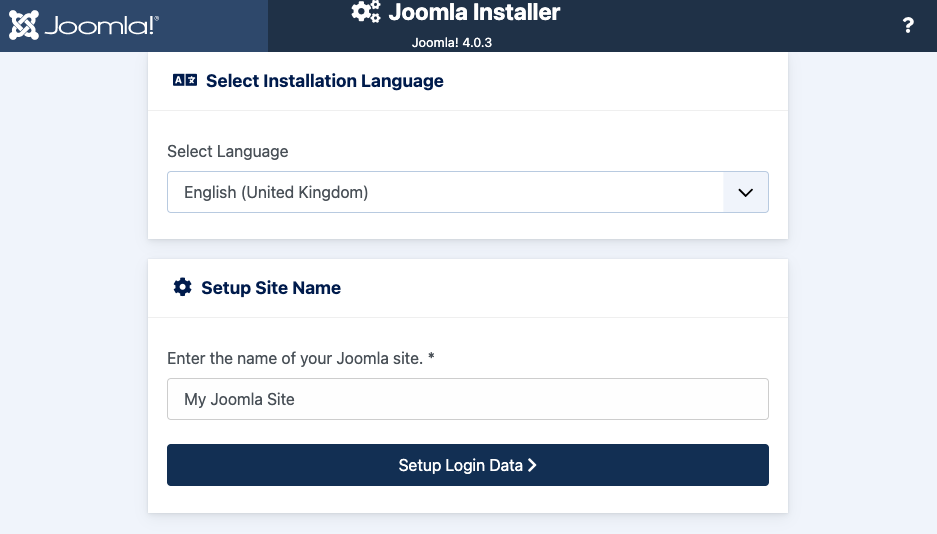 Joomla!®
Joomla Installer
Joomla! 4.0.3
?
Select Installation Language
Select Language
English (United Kingdom)
Setup Site Name
Enter the name of your Joomla site. *
My Joomla Site
Setup Login Data